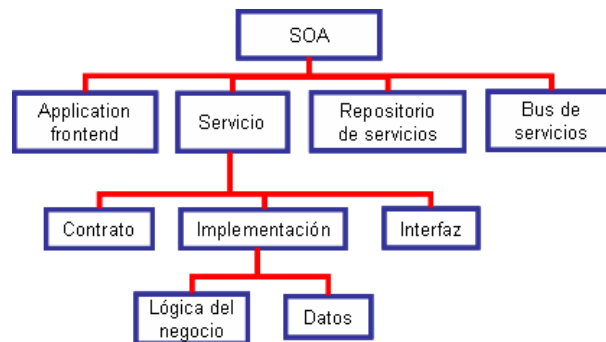 SOA
Application
frontend
Servicio
Repositorio
de servicios
Bus de
servicios
Contrato
Implementación
Interfaz
Lógica del
negocio
Datos